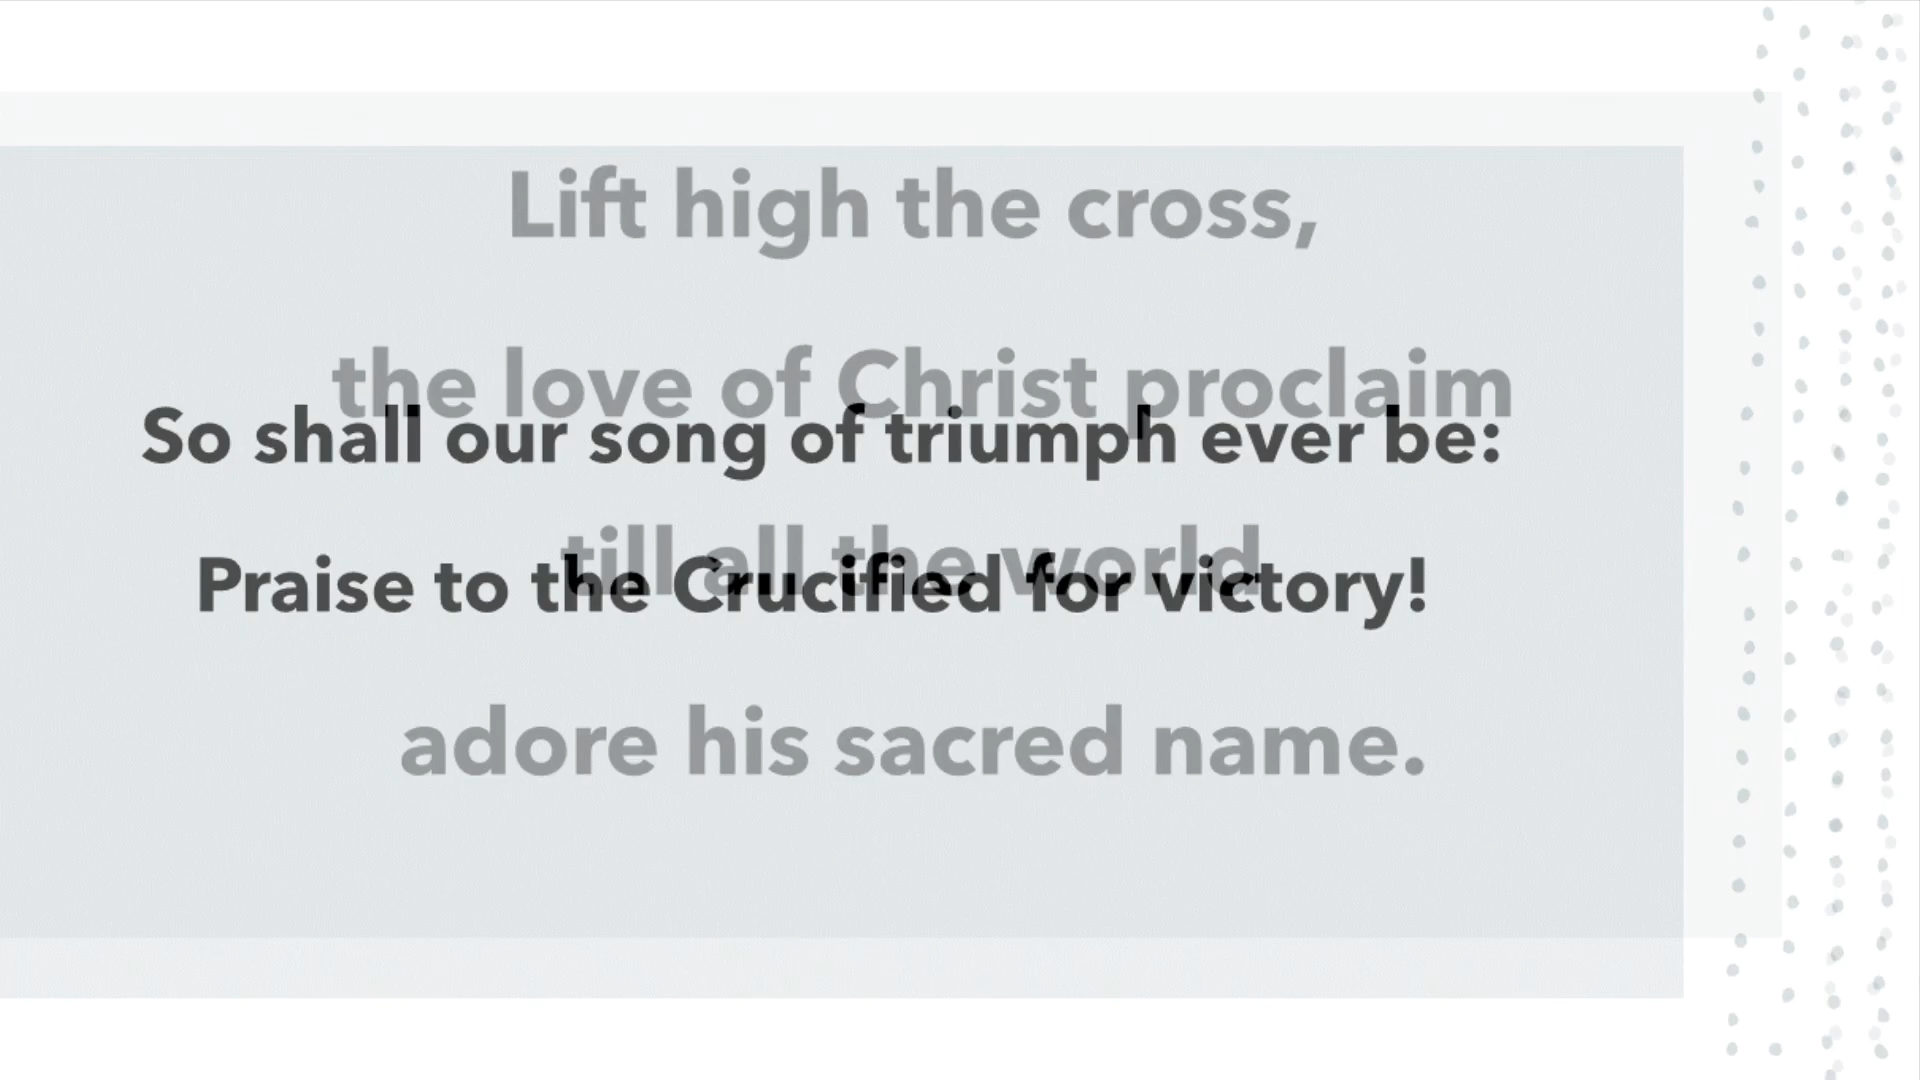 Lift high the cross,
the love of Christ proclaim
So shall our song of triumph ever be:
till all the world
Praise to the Crucified for victory!
adore his sacred name.